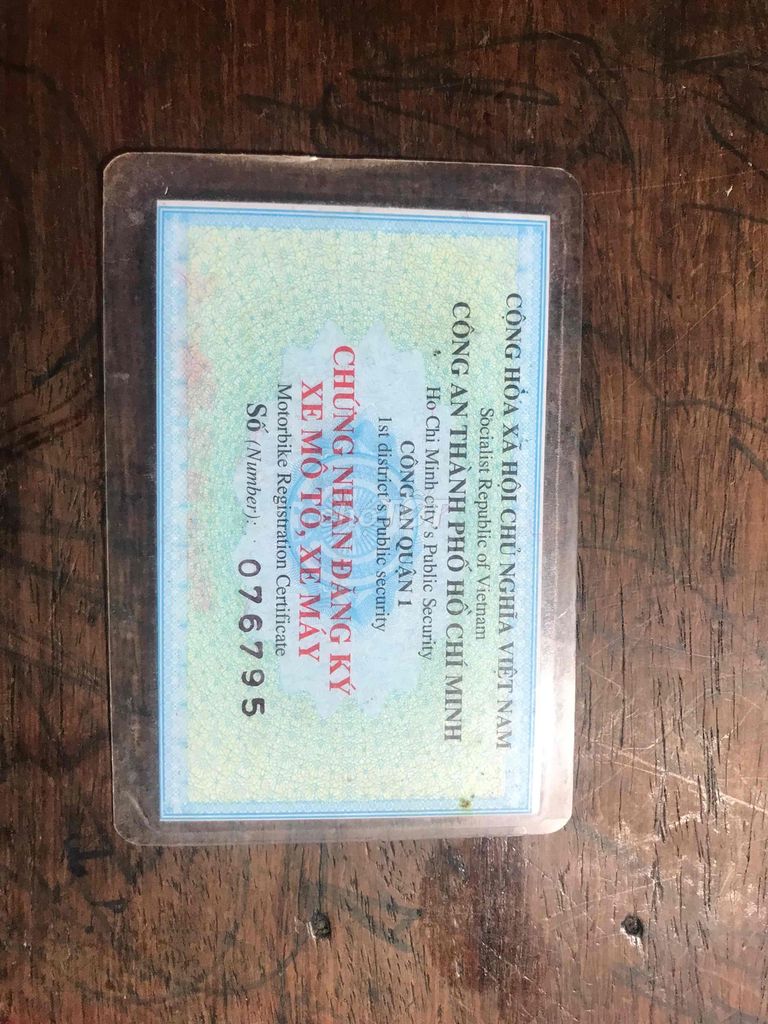 CỘNG HÒA XÃ HỘI CHỦ NGHĨA VIỆT NAM
Socialist Republic of Vietnam
CÔNG AN THÀNH PHỐ HỒ CHÍ MINH
Ho Chi Minh city's Public Security
CÔNG AN QUẬN 1
1st district's Public security
CHỨNG NHẬN ĐĂNG KÝ
XE MÔ TÔ, XE MÁY
Motorbike Registration Certificate
Số (Number): 076795